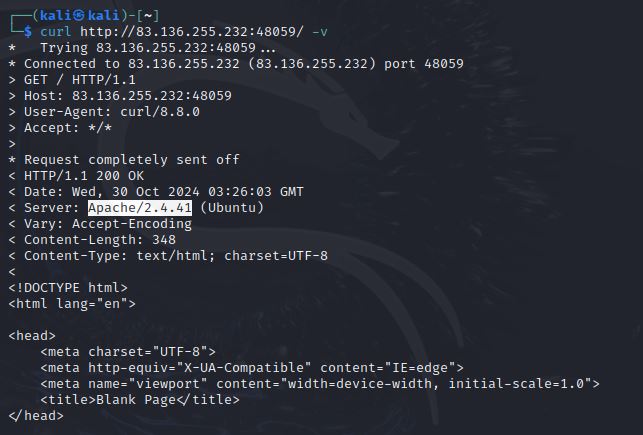 ┌──(kali㉿kali)-[~]
└─$ curl http://83.136.255.232:48059/ -v
*   Trying 83.136.255.232:48059...
* Connected to 83.136.255.232 (83.136.255.232) port 48059
> GET / HTTP/1.1
> Host: 83.136.255.232:48059
> User-Agent: curl/8.8.0
> Accept: */*
>
* Request completely sent off
< HTTP/1.1 200 OK
< Date: Wed, 30 Oct 2024 03:26:03 GMT
< Server: Apache/2.4.41 (Ubuntu)
< Vary: Accept-Encoding
< Content-Length: 348
< Content-Type: text/html; charset=UTF-8
<
<!DOCTYPE html>
<html lang="en">

<head>
    <meta charset="UTF-8">
    <meta http-equiv="X-UA-Compatible" content="IE=edge">
    <meta name="viewport" content="width=device-width, initial-scale=1.0">
    <title>Blank Page</title>
</head>